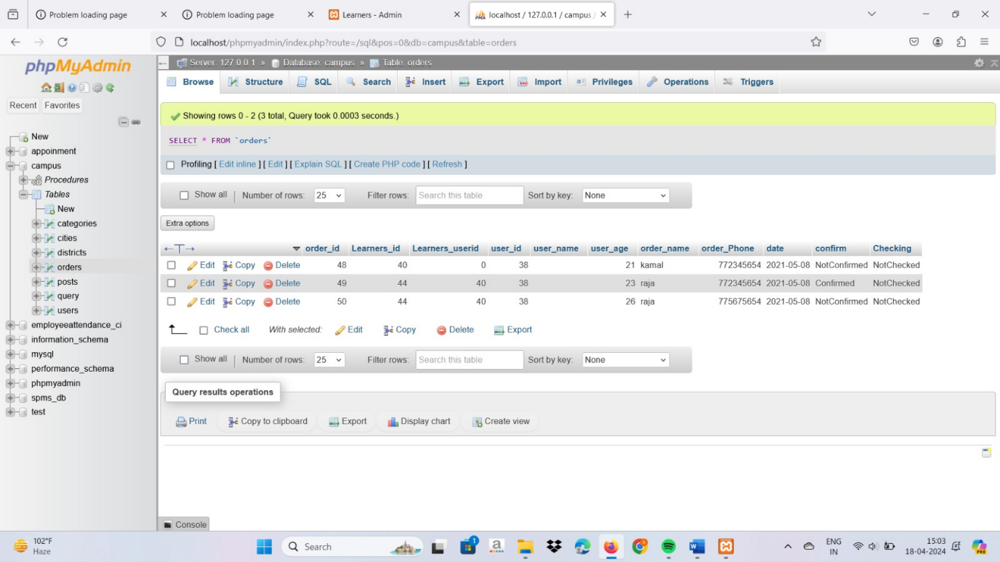 Problem loading page
Problem loading page
Learners - Admin
localhost / 127.0.0.1 / campus /
localhost/phpmyadmin/index.php?route=/sql&pos=0&db=campus&table=orders
phpMyAdmin
Recent Favorites
New
appoinment
campus
Procedures
Tables
New
categories
cities
districts
orders
posts
query
users
employeeattendance_ci
information_schema
mysql
performance_schema
phpmyadmin
spms_db
test
Server: 127.0.0.1 » Database: campus » Table: orders
Browse Structure SQL Search Insert Export Import Privileges Operations Triggers
Showing rows 0 - 2 (3 total, Query took 0.0003 seconds.)
SELECT * FROM `orders`
Profiling [ Edit inline ] [ Edit ] [ Explain SQL ] [ Create PHP code ] [ Refresh ]
Show all | Number of rows: 25 Filter rows: Search this table Sort by key: None
Extra options
←T→ order_id Learners_id Learners_userid user_id user_name user_age order_name order_Phone date confirm Checking
Edit Copy Delete 48 40 0 38 21 kamal 772345654 2021-05-08 NotConfirmed NotChecked
Edit Copy Delete 49 44 40 38 23 raja 772345654 2021-05-08 Confirmed NotChecked
Edit Copy Delete 50 44 40 38 26 raja 775675654 2021-05-08 NotConfirmed NotChecked
Check all With selected: Edit Copy Delete Export
Show all | Number of rows: 25 Filter rows: Search this table Sort by key: None
Query results operations
Print Copy to clipboard Export Display chart Create view
Console
102°F
Haze
Search
1
a
W
ENG
IN
15:03
18-04-2024
PRE